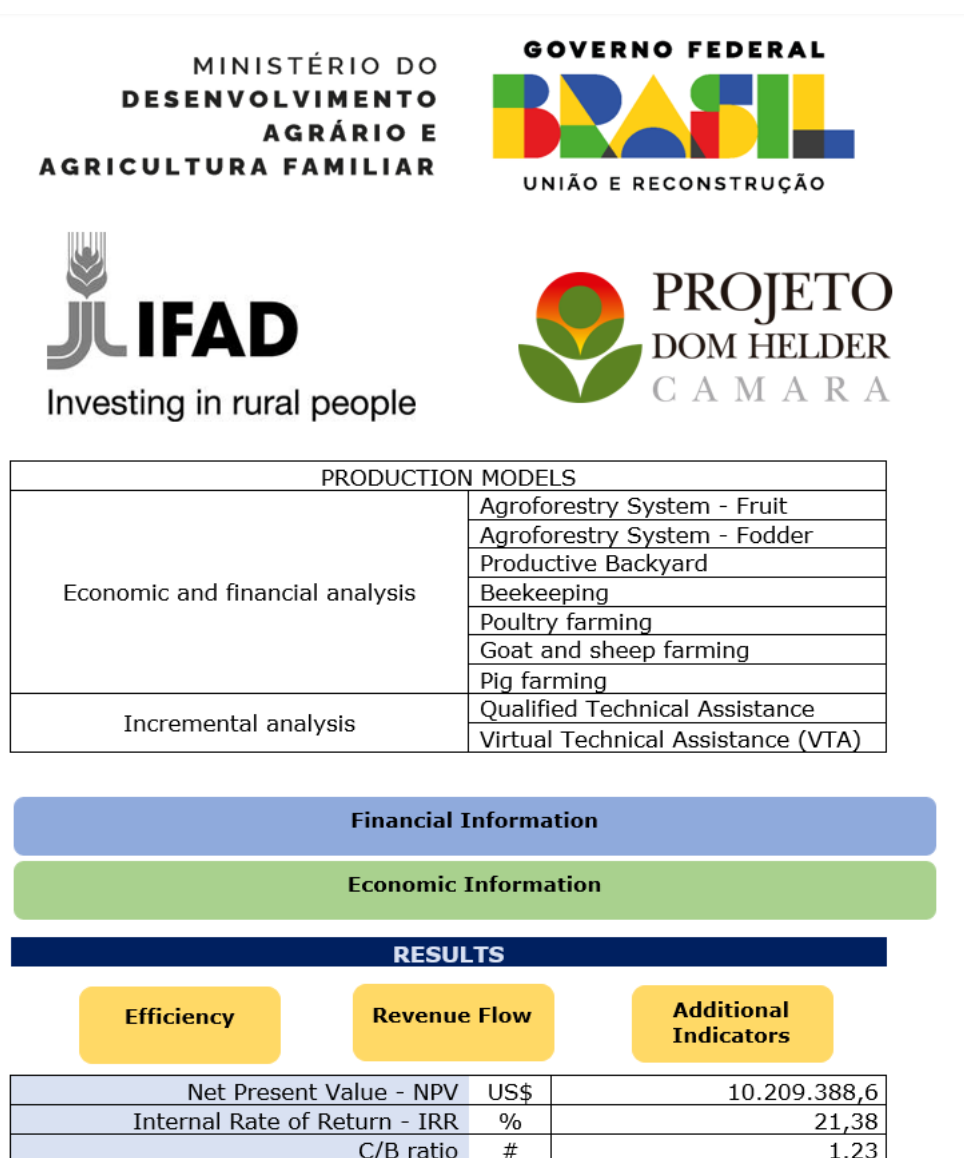 MINISTÉRIO DO
DESENVOLVIMENTO
AGRÁRIO E
AGRICULTURA FAMILIAR
GOVERNO FEDERAL
BRASIL
UNIÃO E RECONSTRUÇÃO
IFAD
Investing in rural people
PROJETO
DOM HELDER
CAMARA
PRODUCTION MODELS
Economic and financial analysis
Agroforestry System - Fruit
Agroforestry System - Fodder
Productive Backyard
Beekeeping
Poultry farming
Goat and sheep farming
Pig farming
Incremental analysis
Qualified Technical Assistance
Virtual Technical Assistance (VTA)
Financial Information
Economic Information
RESULTS
Efficiency
Revenue Flow
Additional
Indicators
Net Present Value - NPV US$ 10.209.388,6
Internal Rate of Return - IRR % 21,38
C/B ratio # 1,23